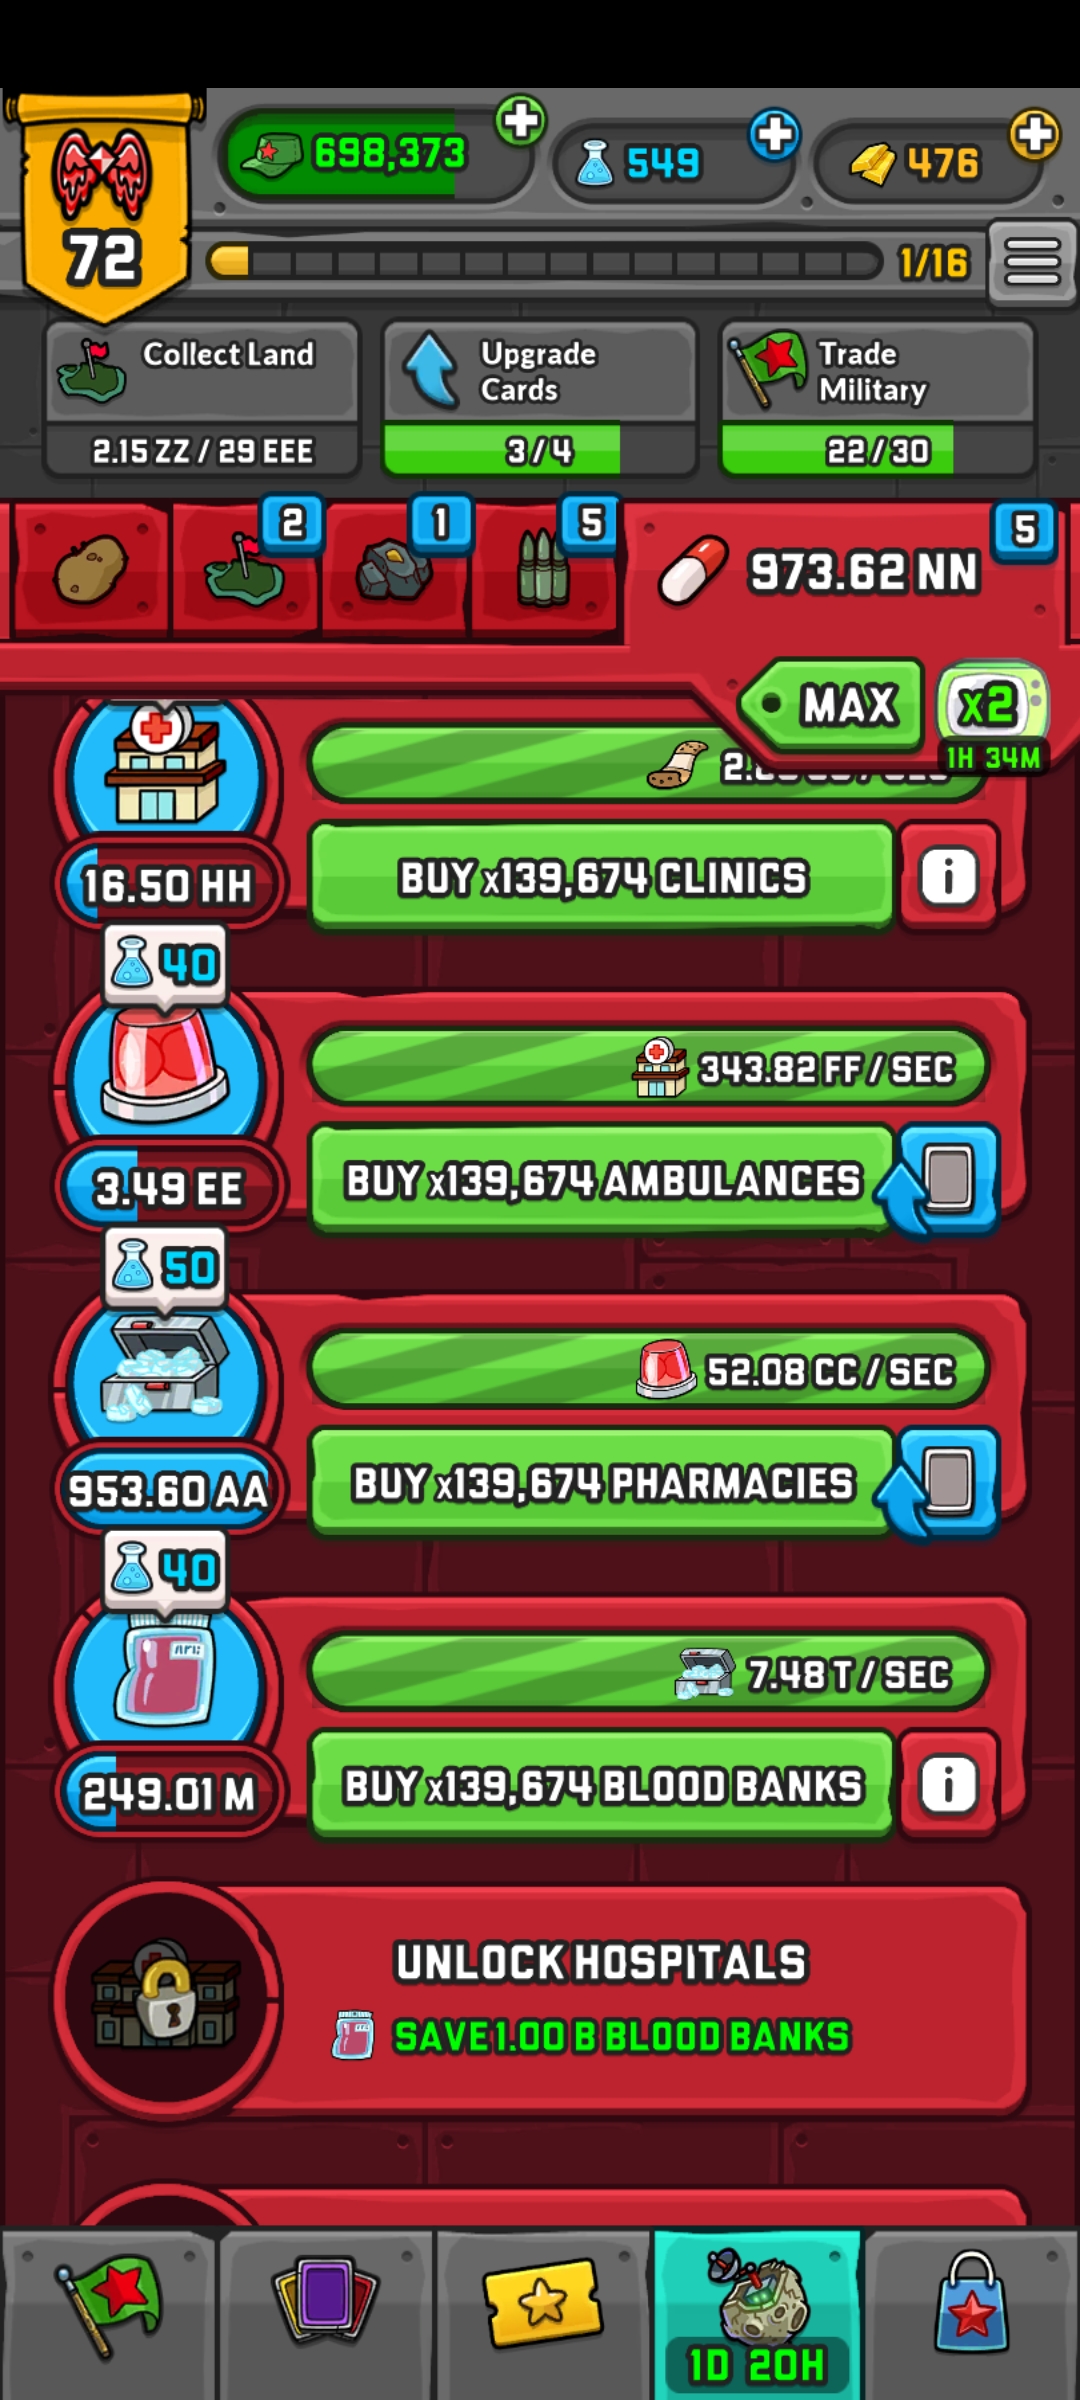 698,373
549
476
72
1/16
Collect Land
2.15 ZZ / 29 EEE
Upgrade
Cards
3/4
Trade
Military
22/30
2
1
5
973.62 NN
5
MAX
x2
1H 34M
16.50 HH
BUY x139,674 CLINICS
i
40
343.82 FF / SEC
3.49 EE
BUY x139,674 AMBULANCES
50
52.08 CC / SEC
953.60 AA
BUY x139,674 PHARMACIES
40
7.48 T / SEC
249.01 M
BUY x139,674 BLOOD BANKS
i
UNLOCK HOSPITALS
SAVE 1.00 B BLOOD BANKS
1D 20H